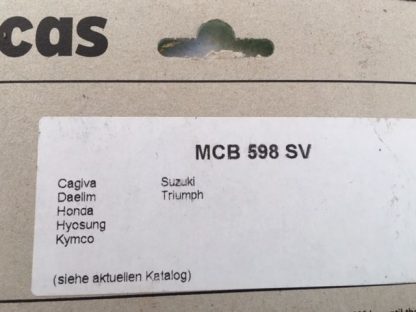 cas
MCB 598 SV
Cagiva
Daelim
Honda
Hyosung
Kymco
Suzuki
Triumph
(siehe aktuellen Katalog)